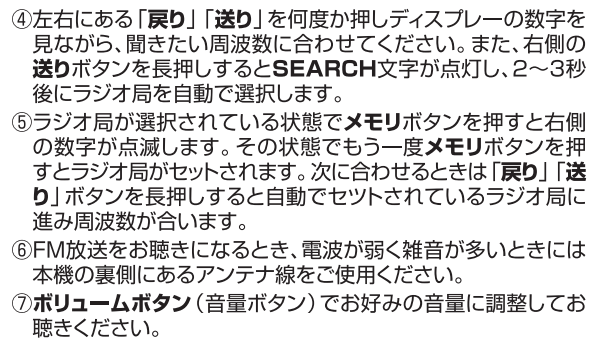 ④左右にある「戻り」「送り」を何度か押しディスプレーの数字を
見ながら、聞きたい周波数に合わせてください。また、右側の
送りボタンを長押しするとSEARCH文字が点灯し、2～3秒
後にラジオ局を自動で選択します。
⑤ラジオ局が選択されている状態でメモリボタンを押すと右側
の数字が点滅します。その状態でもう一度メモリボタンを押
すとラジオ局がセットされます。次に合わせるときは「戻り」「送
り」ボタンを長押しすると自動でセツトされているラジオ局に
進み周波数が合います。
⑥FM放送をお聴きになるとき、電波が弱く雑音が多いときには
本機の裏側にあるアンテナ線をご使用ください。
⑦ボリュームボタン（音量ボタン）でお好みの音量に調整してお
聴きください。